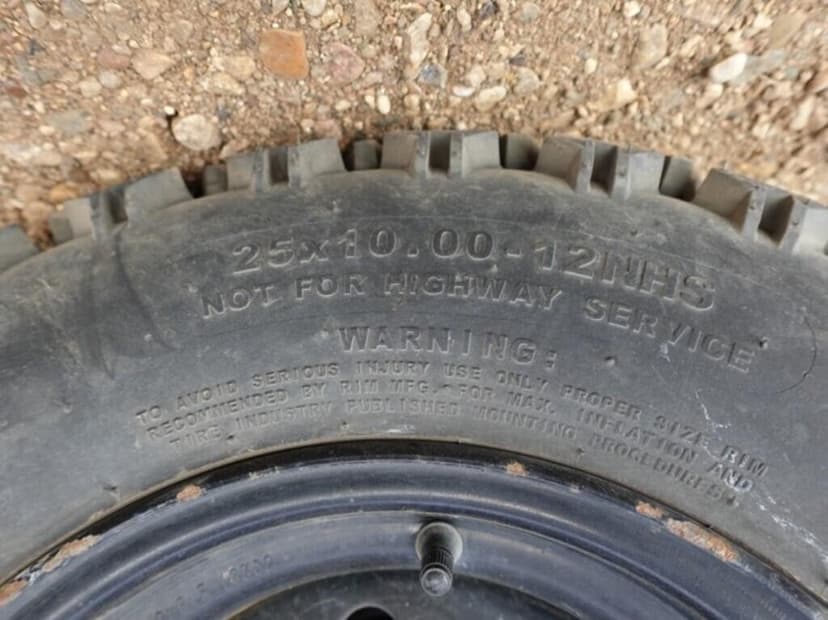 25x10.00-12NHS
NOT FOR HIGHWAY SERVICE
WARNING:
TO AVOID SERIOUS INJURY USE ONLY PROPER SIZE RIM
RECOMMENDED BY RIM MFG. FOR MAX. INFLATION AND
TIRE INDUSTRY PUBLISHED MOUNTING PROCEDURES.